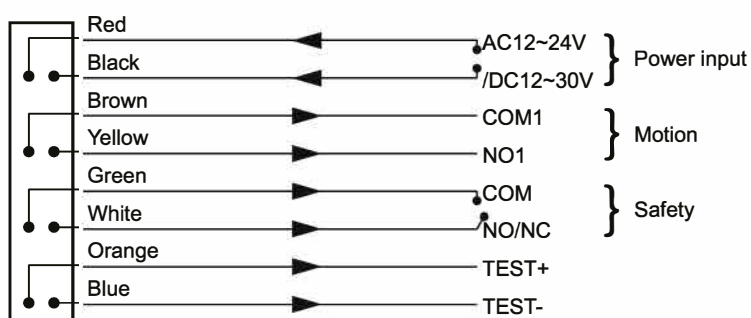 Red
AC12~24V
Black
/DC12~30V
Power input
Brown
COM1
Yellow
NO1
Motion
Green
COM
White
NO/NC
Safety
Orange
TEST+
Blue
TEST-